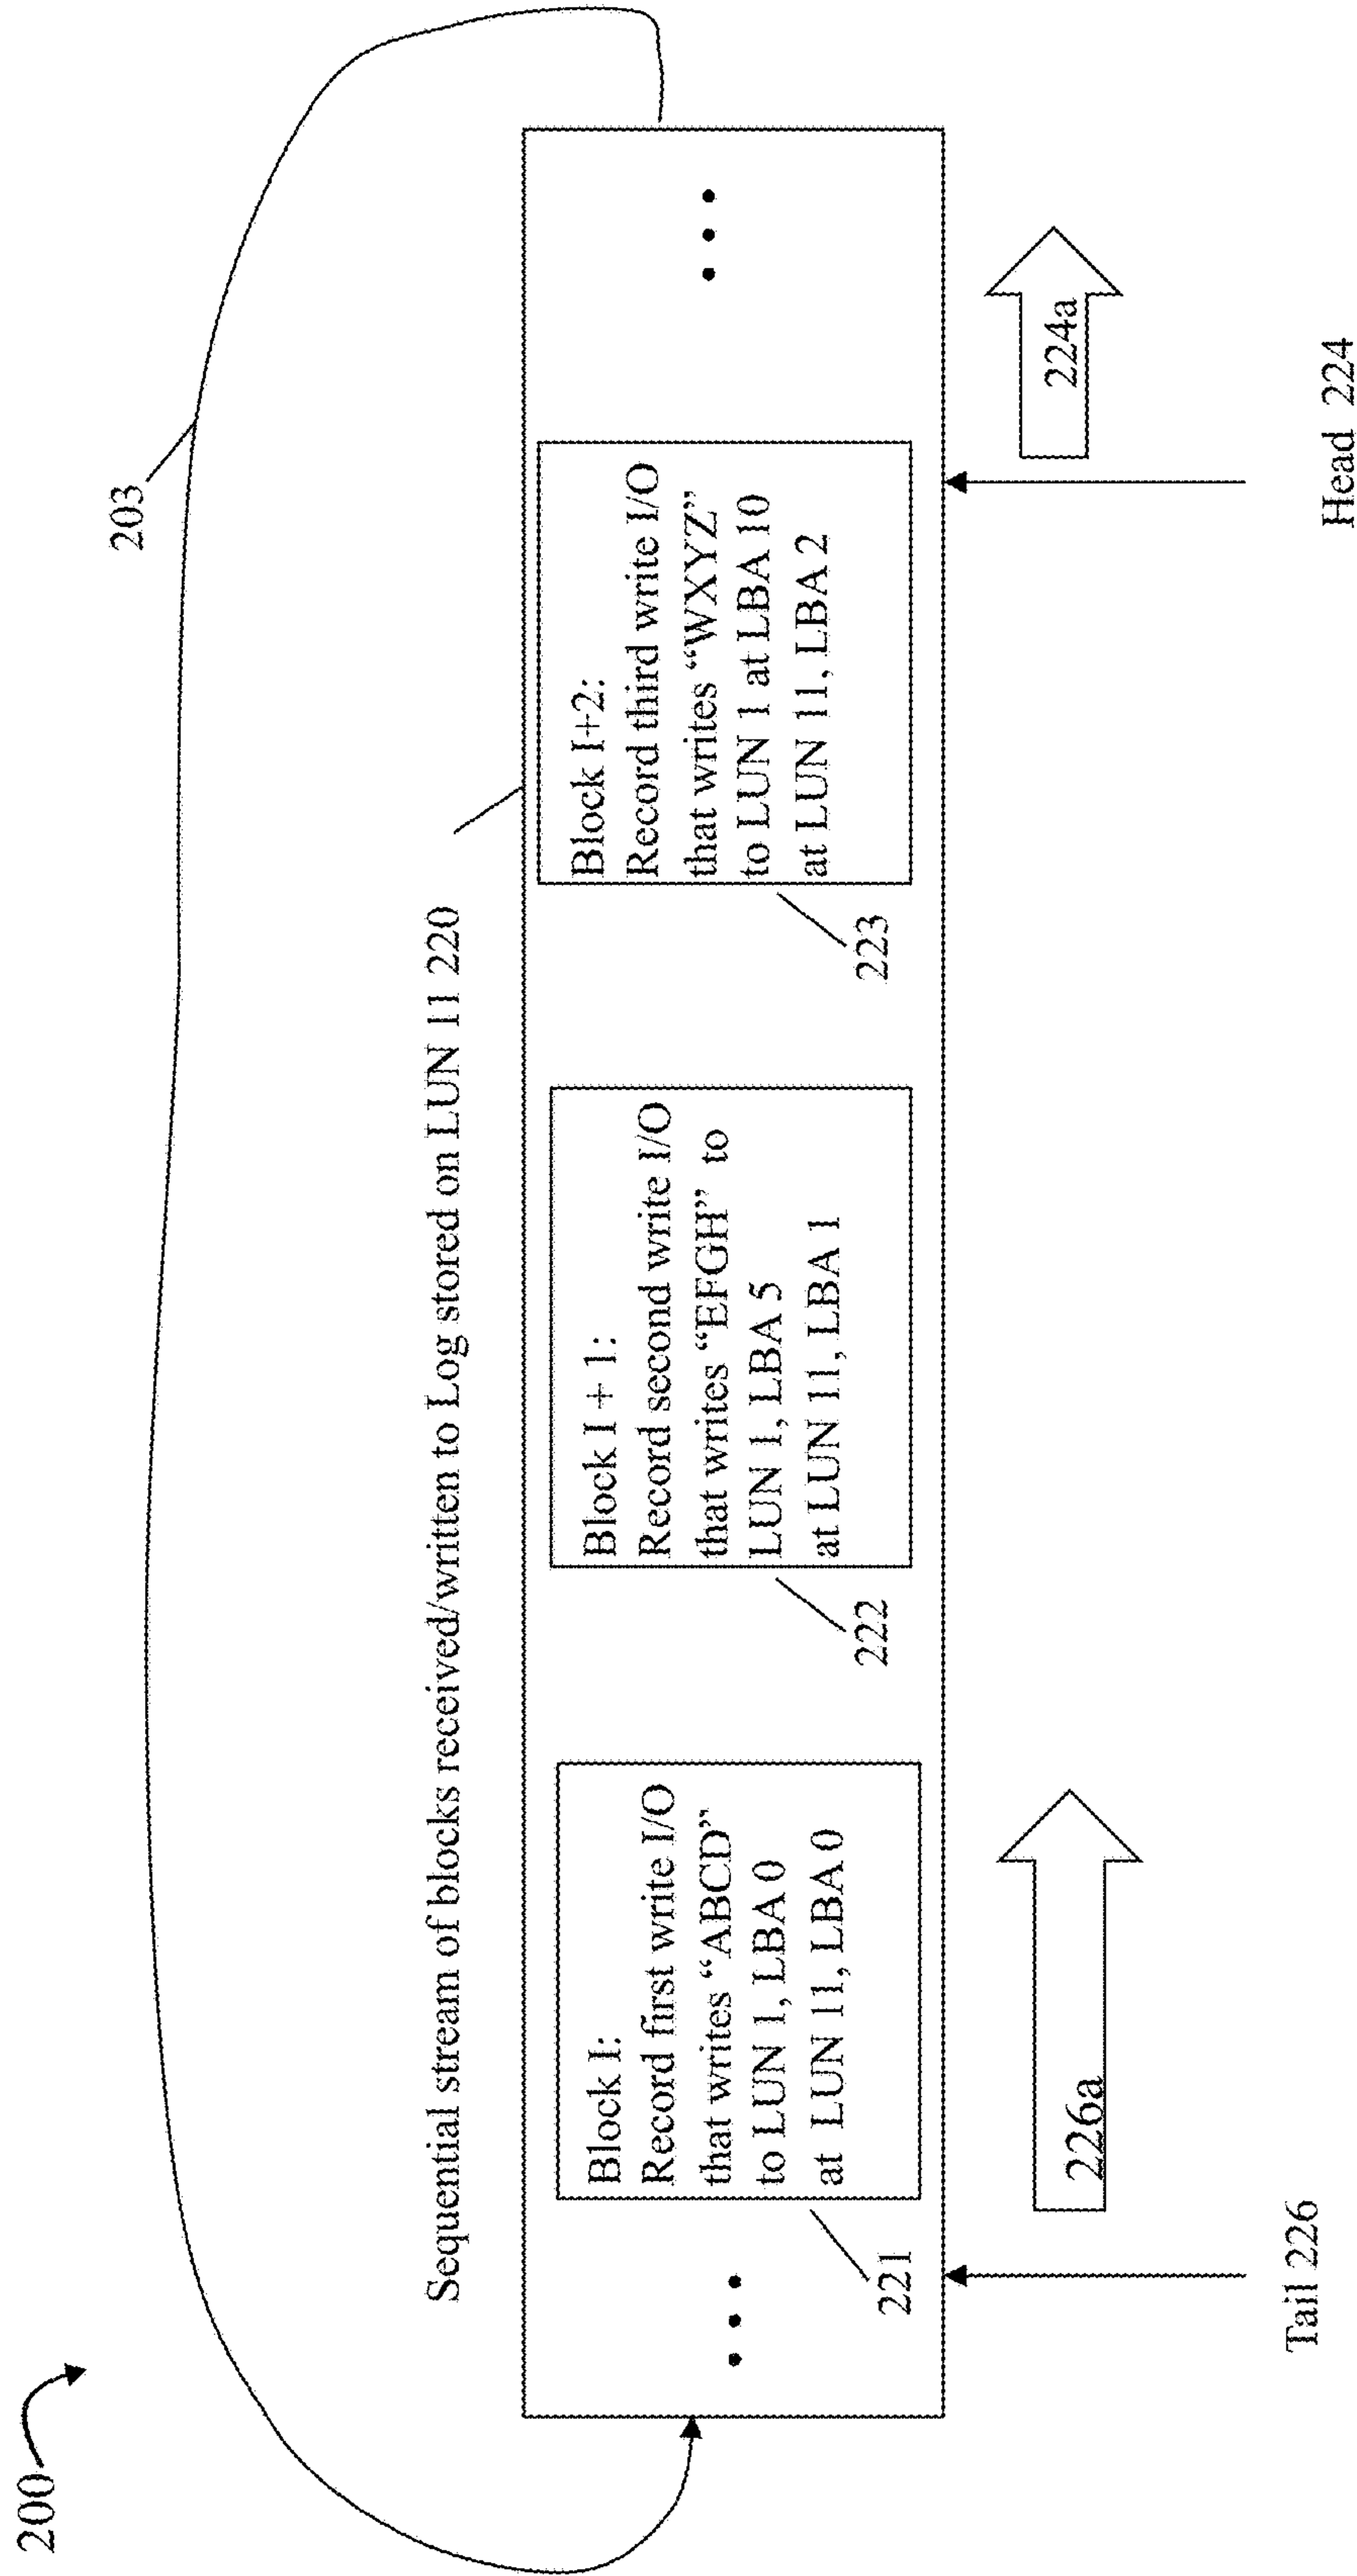 200
203
Sequential stream of blocks received/written to Log stored on LUN 11 220
Block I:
Record first write I/O
that writes “ABCD”
to LUN 1, LBA 0
at LUN 11, LBA 0
221
Block I + 1:
Record second write I/O
that writes “EFGH” to
LUN 1, LBA 5
at LUN 11, LBA 1
222
Block I+2:
Record third write I/O
that writes “WXYZ”
to LUN 1 at LBA 10
at LUN 11, LBA 2
223
226a
224a
Tail 226
Head 224